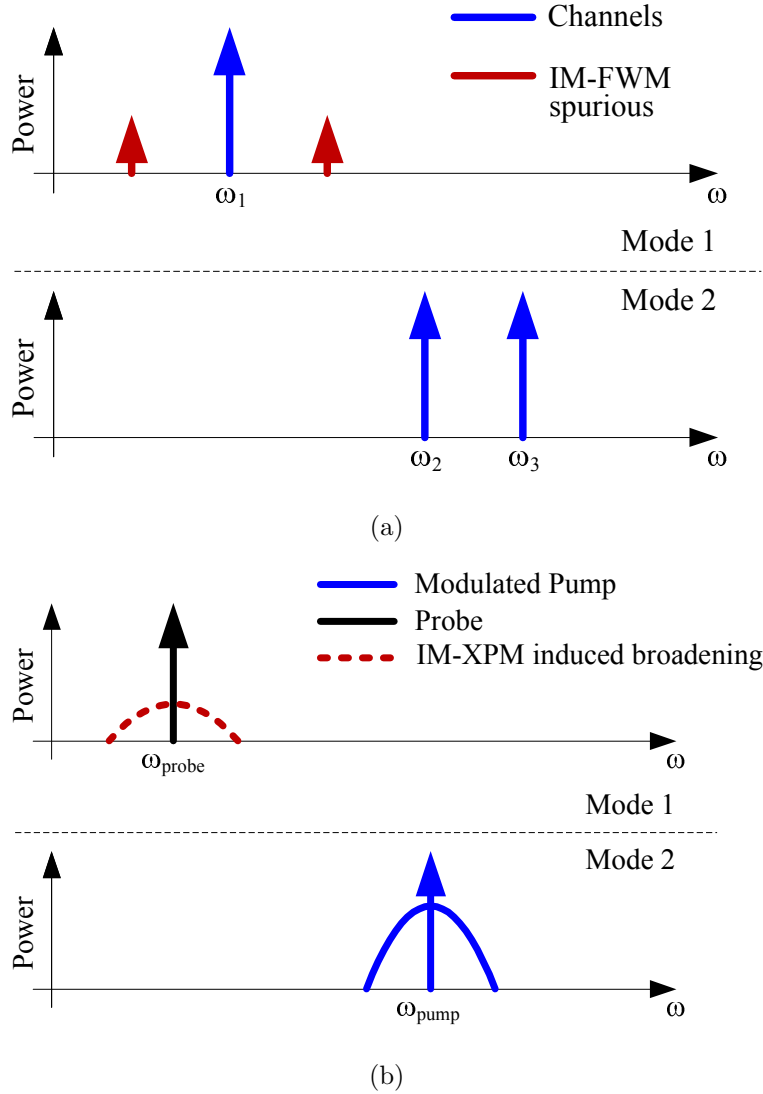 Channels
IM-FWM
spurious
Power
ω₁
ω
Mode 1
Mode 2
Power
ω₂
ω₃
ω
(a)
Modulated Pump
Probe
IM-XPM induced broadening
Power
ωprobe
ω
Mode 1
Mode 2
Power
ωpump
ω
(b)